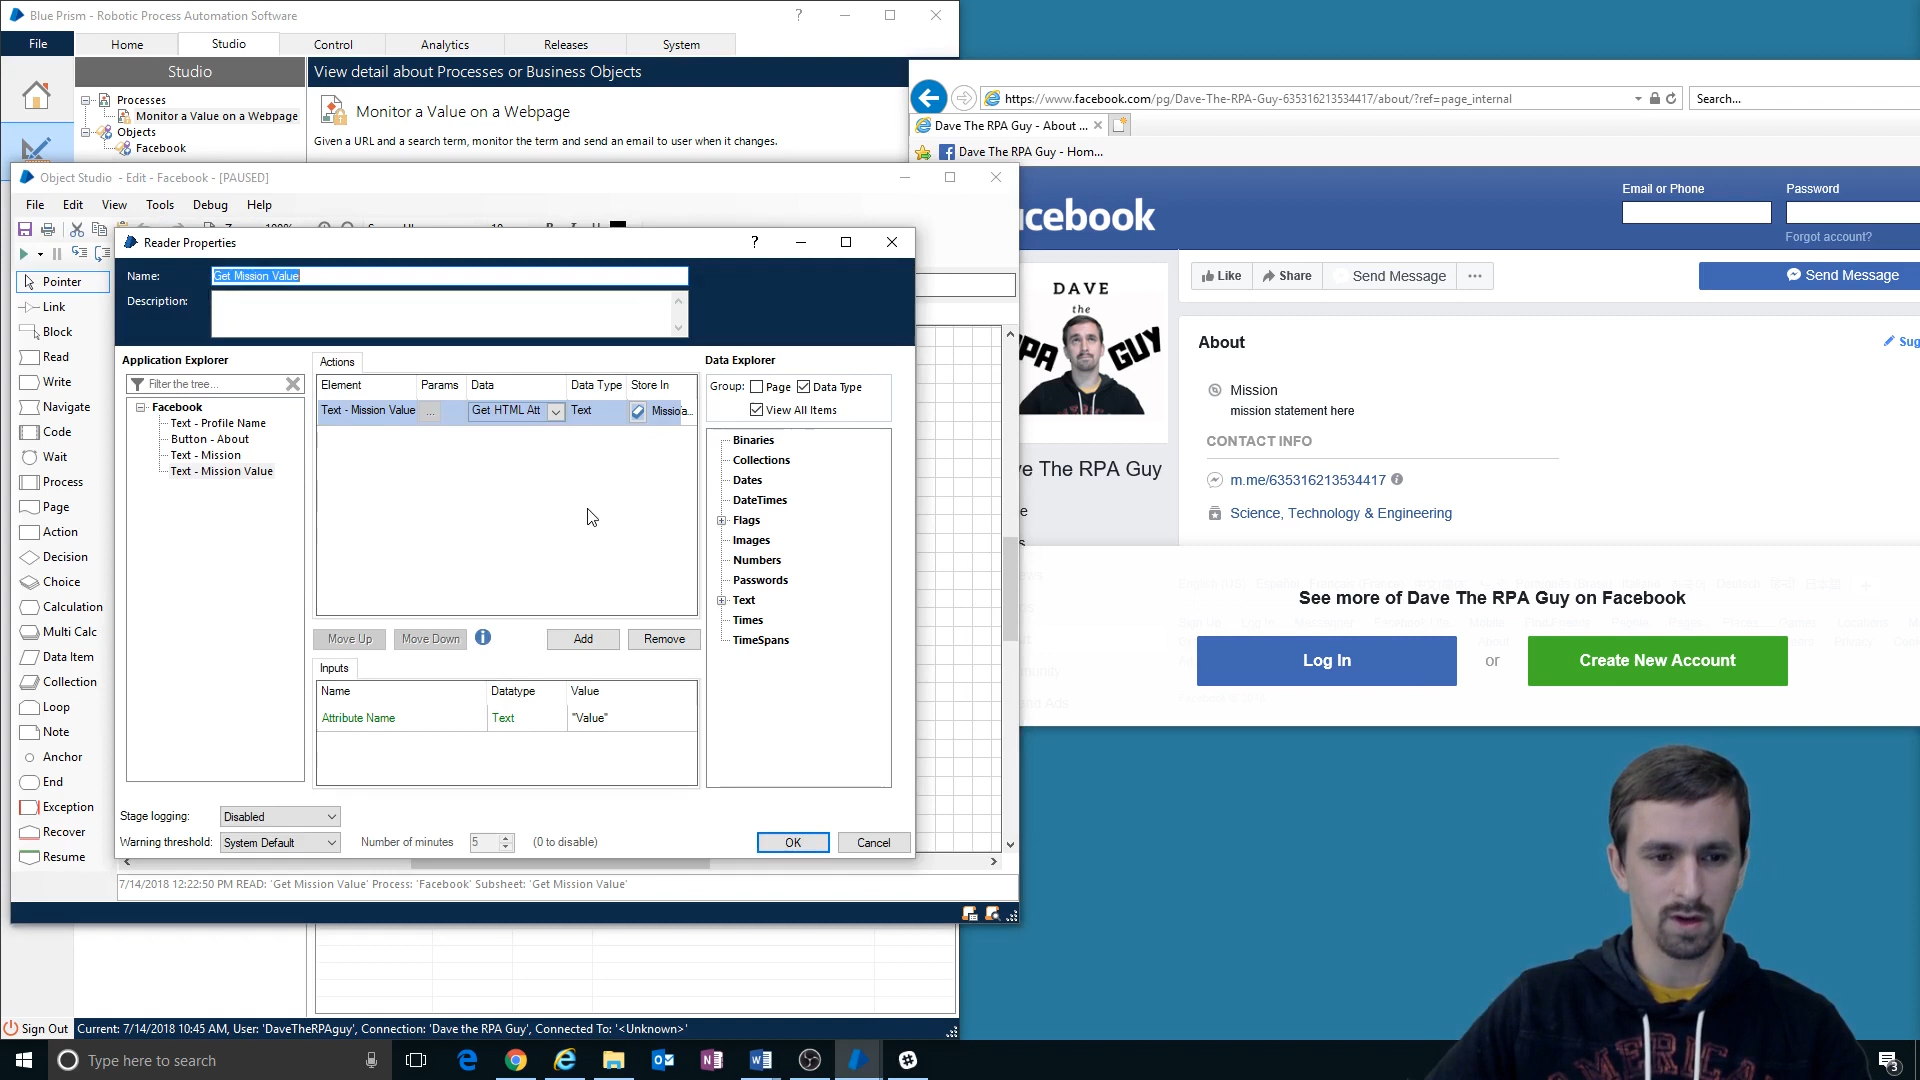 Blue Prism - Robotic Process Automation Software
?
File
Home
Studio
Control
Analytics
Releases
System
Studio
View detail about Processes or Business Objects
Processes
Monitor a Value on a Webpage
Objects
Facebook
Monitor a Value on a Webpage
Given a URL and a search term, monitor the term and send an email to user when it changes.
Object Studio - Edit - Facebook - [PAUSED]
File
Edit
View
Tools
Debug
Help
Pointer
Link
Block
Read
Write
Navigate
Code
Wait
Process
Page
Action
Decision
Choice
Calculation
Multi Calc
Data Item
Collection
Loop
Note
Anchor
End
Exception
Recover
Resume
Reader Properties
?
Name:
Get Mission Value
Description:
Application Explorer
Filter the tree...
Facebook
Text - Profile Name
Button - About
Text - Mission
Text - Mission Value
Actions
Element
Params
Data
Data Type
Store In
Text - Mission Value
...
Get HTML Att
Text
Data Explorer
Group:
Page
Data Type
View All Items
Binaries
Collections
Dates
DateTimes
Flags
Images
Numbers
Passwords
Text
Times
TimeSpans
Move Up
Move Down
Add
Remove
Inputs
Name
Datatype
Value
Attribute Name
Text
"Value"
Stage logging:
Disabled
Warning threshold:
System Default
Number of minutes
5
(0 to disable)
OK
Cancel
7/14/2018 12:22:50 PM READ: 'Get Mission Value' Process: 'Facebook' Subsheet: 'Get Mission Value'
Sign Out
Current: 7/14/2018 10:45 AM, User: 'DaveTheRPAguy', Connection: 'Dave the RPA Guy', Connected To: '<Unknown>'
https://www.facebook.com/pg/Dave-The-RPA-Guy-635316213534417/about/?ref=page_internal
Search...
Dave The RPA Guy - About ...
Dave The RPA Guy - Hom...
cebook
Email or Phone
Password
Forgot account?
DAVE
the
PA GUY
Like
Share
Send Message
...
Send Message
About
Sug
Mission
mission statement here
CONTACT INFO
m.me/635316213534417
Science, Technology & Engineering
e The RPA Guy
See more of Dave The RPA Guy on Facebook
Log In
or
Create New Account
AMERICA
Type here to search
3